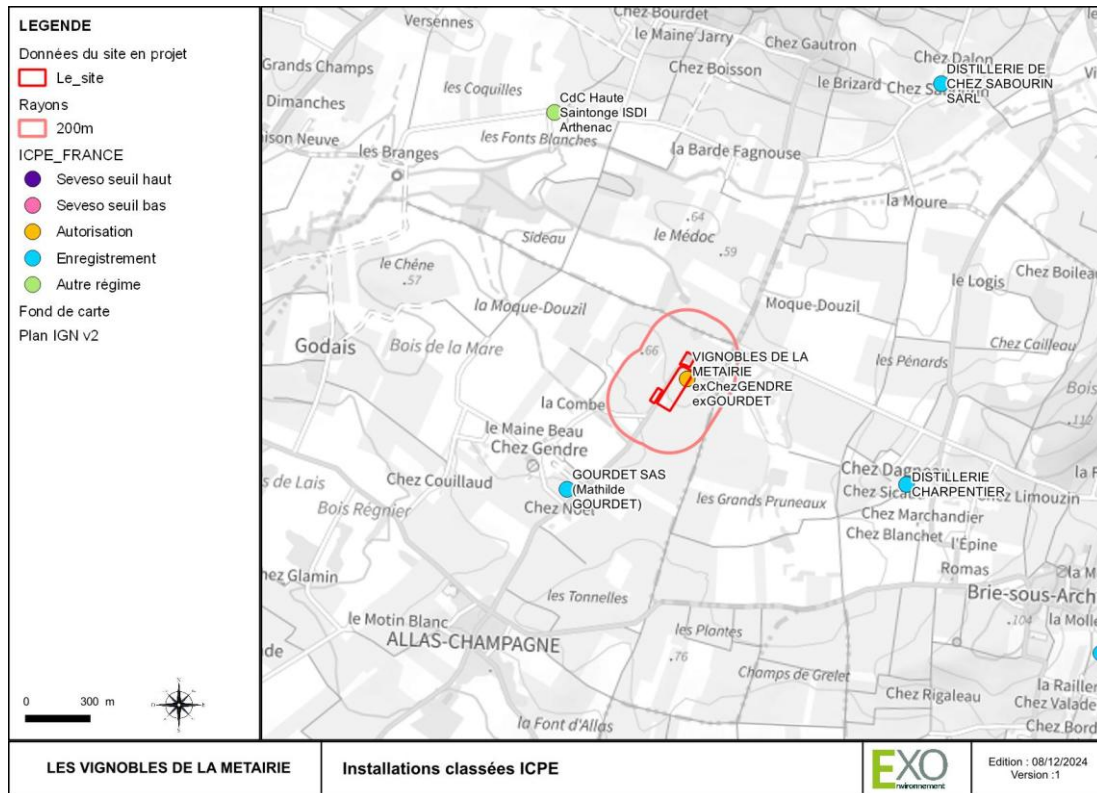 LEGENDE
Données du site en projet
Le_site
Rayons
200m
ICPE_FRANCE
Seveso seuil haut
Seveso seuil bas
Autorisation
Enregistrement
Autre régime
Fond de carte
Plan IGN v2
0 300 m
Versennes
Chez Bourdet
le Maine Jarry
Chez Gautron
Chez Dalon
Grands Champs
Chez Boisson
le Brizard
DISTILLERIE DE
CHEZ SABOURIN
SARL
les Coquilles
Dimanches
CdC Haute
Saintonge ISDI
Arthenac
les Fonts Blanches
ison Neuve
les Branges
la Barde Fagnouse
la Moure
.64
le Médoc
.59
Sideau
le Chêne
.57
le Logis
Chez Boileau
la Moque-Douzil
Moque-Douzil
Godais
Bois de la Mare
.66
Chez Cailleau
les Pénards
VIGNOBLES DE LA
METAIRIE
exChezGENDRE
exGOURDET
la Combe
.112
le Maine Beau
Chez Gendre
Chez Couillaud
GOURDET SAS
(Mathilde
GOURDET)
Chez Noël
s de Lais
Bois Régnier
les Grands Pruneaux
Chez Dagneau
DISTILLERIE
CHARPENTIER
Chez Limouzin
Chez Marchandier
Chez Blanchet
l'Épine
Romas
hez Glamin
les Tonnelles
Brie-sous-Arch
le Motin Blanc
ALLAS-CHAMPAGNE
les Plantes
.104
la Molle
.76
Champs de Grelet
la Railler
Chez Rigaleau
Chez Valade
Chez Bord
la Font d'Allas
LES VIGNOBLES DE LA METAIRIE
Installations classées ICPE
EXO
nvironnement
Edition : 08/12/2024
Version :1